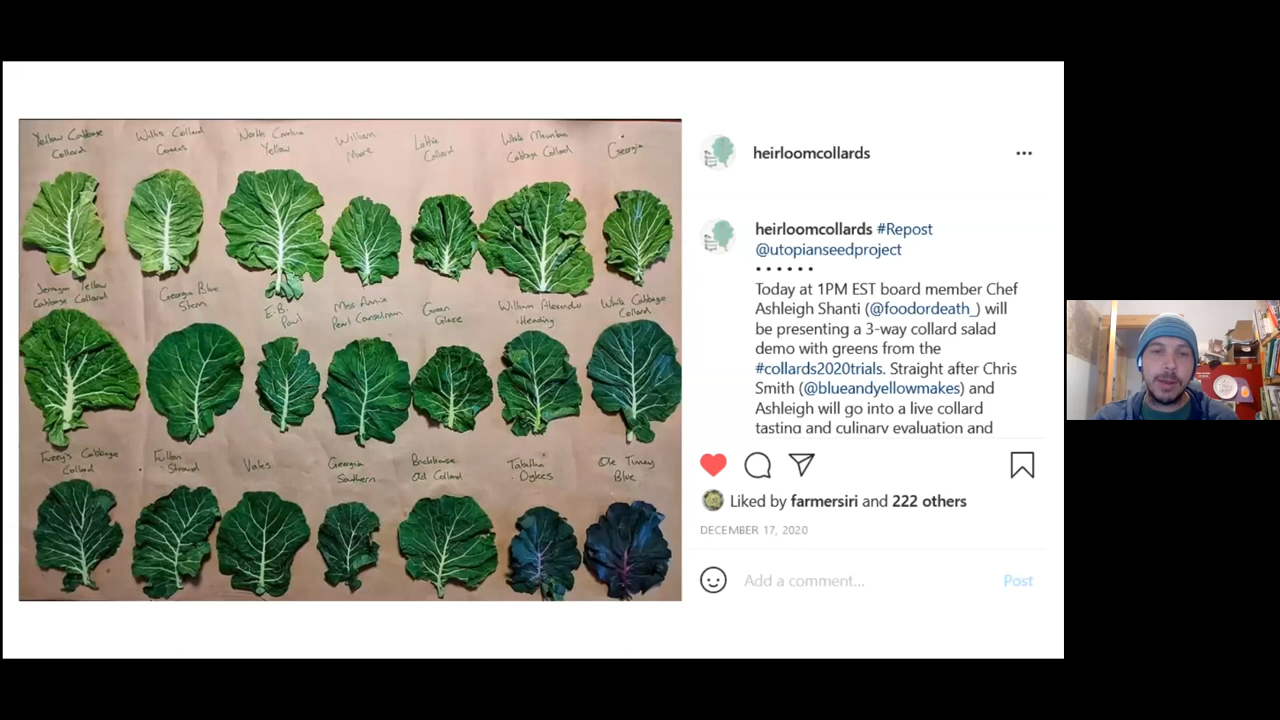 Yellow Cabbage
Collard
Willis Collard
Greens
North Carolina
Yellow
William
Moore
Lottie
Collard
White Mountain
Cabbage Collard
Georgia
Jernigan Yellow
Cabbage Collard
Georgia Blue
Stem
E.B.
Paul
Miss Annie
Pearl Counselman
Green
Glaze
William Alexander
Heading
White Cabbage
Collard
Fuzzy's Cabbage
Collard
Fulton
Stroud
Vates
Georgia
Southern
Brickhouse
Old Collard
Tabitha
Dykes
Ole Timey
Blue
heirloomcollards
heirloomcollards #Repost
@utopianseedproject
• • • • • •
Today at 1PM EST board member Chef
Ashleigh Shanti (@foodordeath_) will
be presenting a 3-way collard salad
demo with greens from the
#collards2020trials. Straight after Chris
Smith (@blueandyellowmakes) and
Ashleigh will go into a live collard
tasting and culinary evaluation and
Liked by farmersiri and 222 others
DECEMBER 17, 2020
Add a comment...
Post